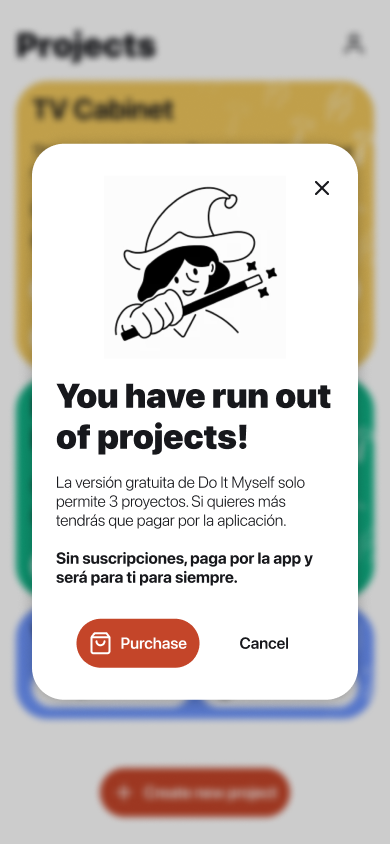 Projects
TV Cabinet
You have run out
of projects!
La versión gratuita de Do It Myself solo
permite 3 proyectos. Si quieres más
tendrás que pagar por la aplicación.
Sin suscripciones, paga por la app y
será para ti para siempre.
Purchase
Cancel
Create new project